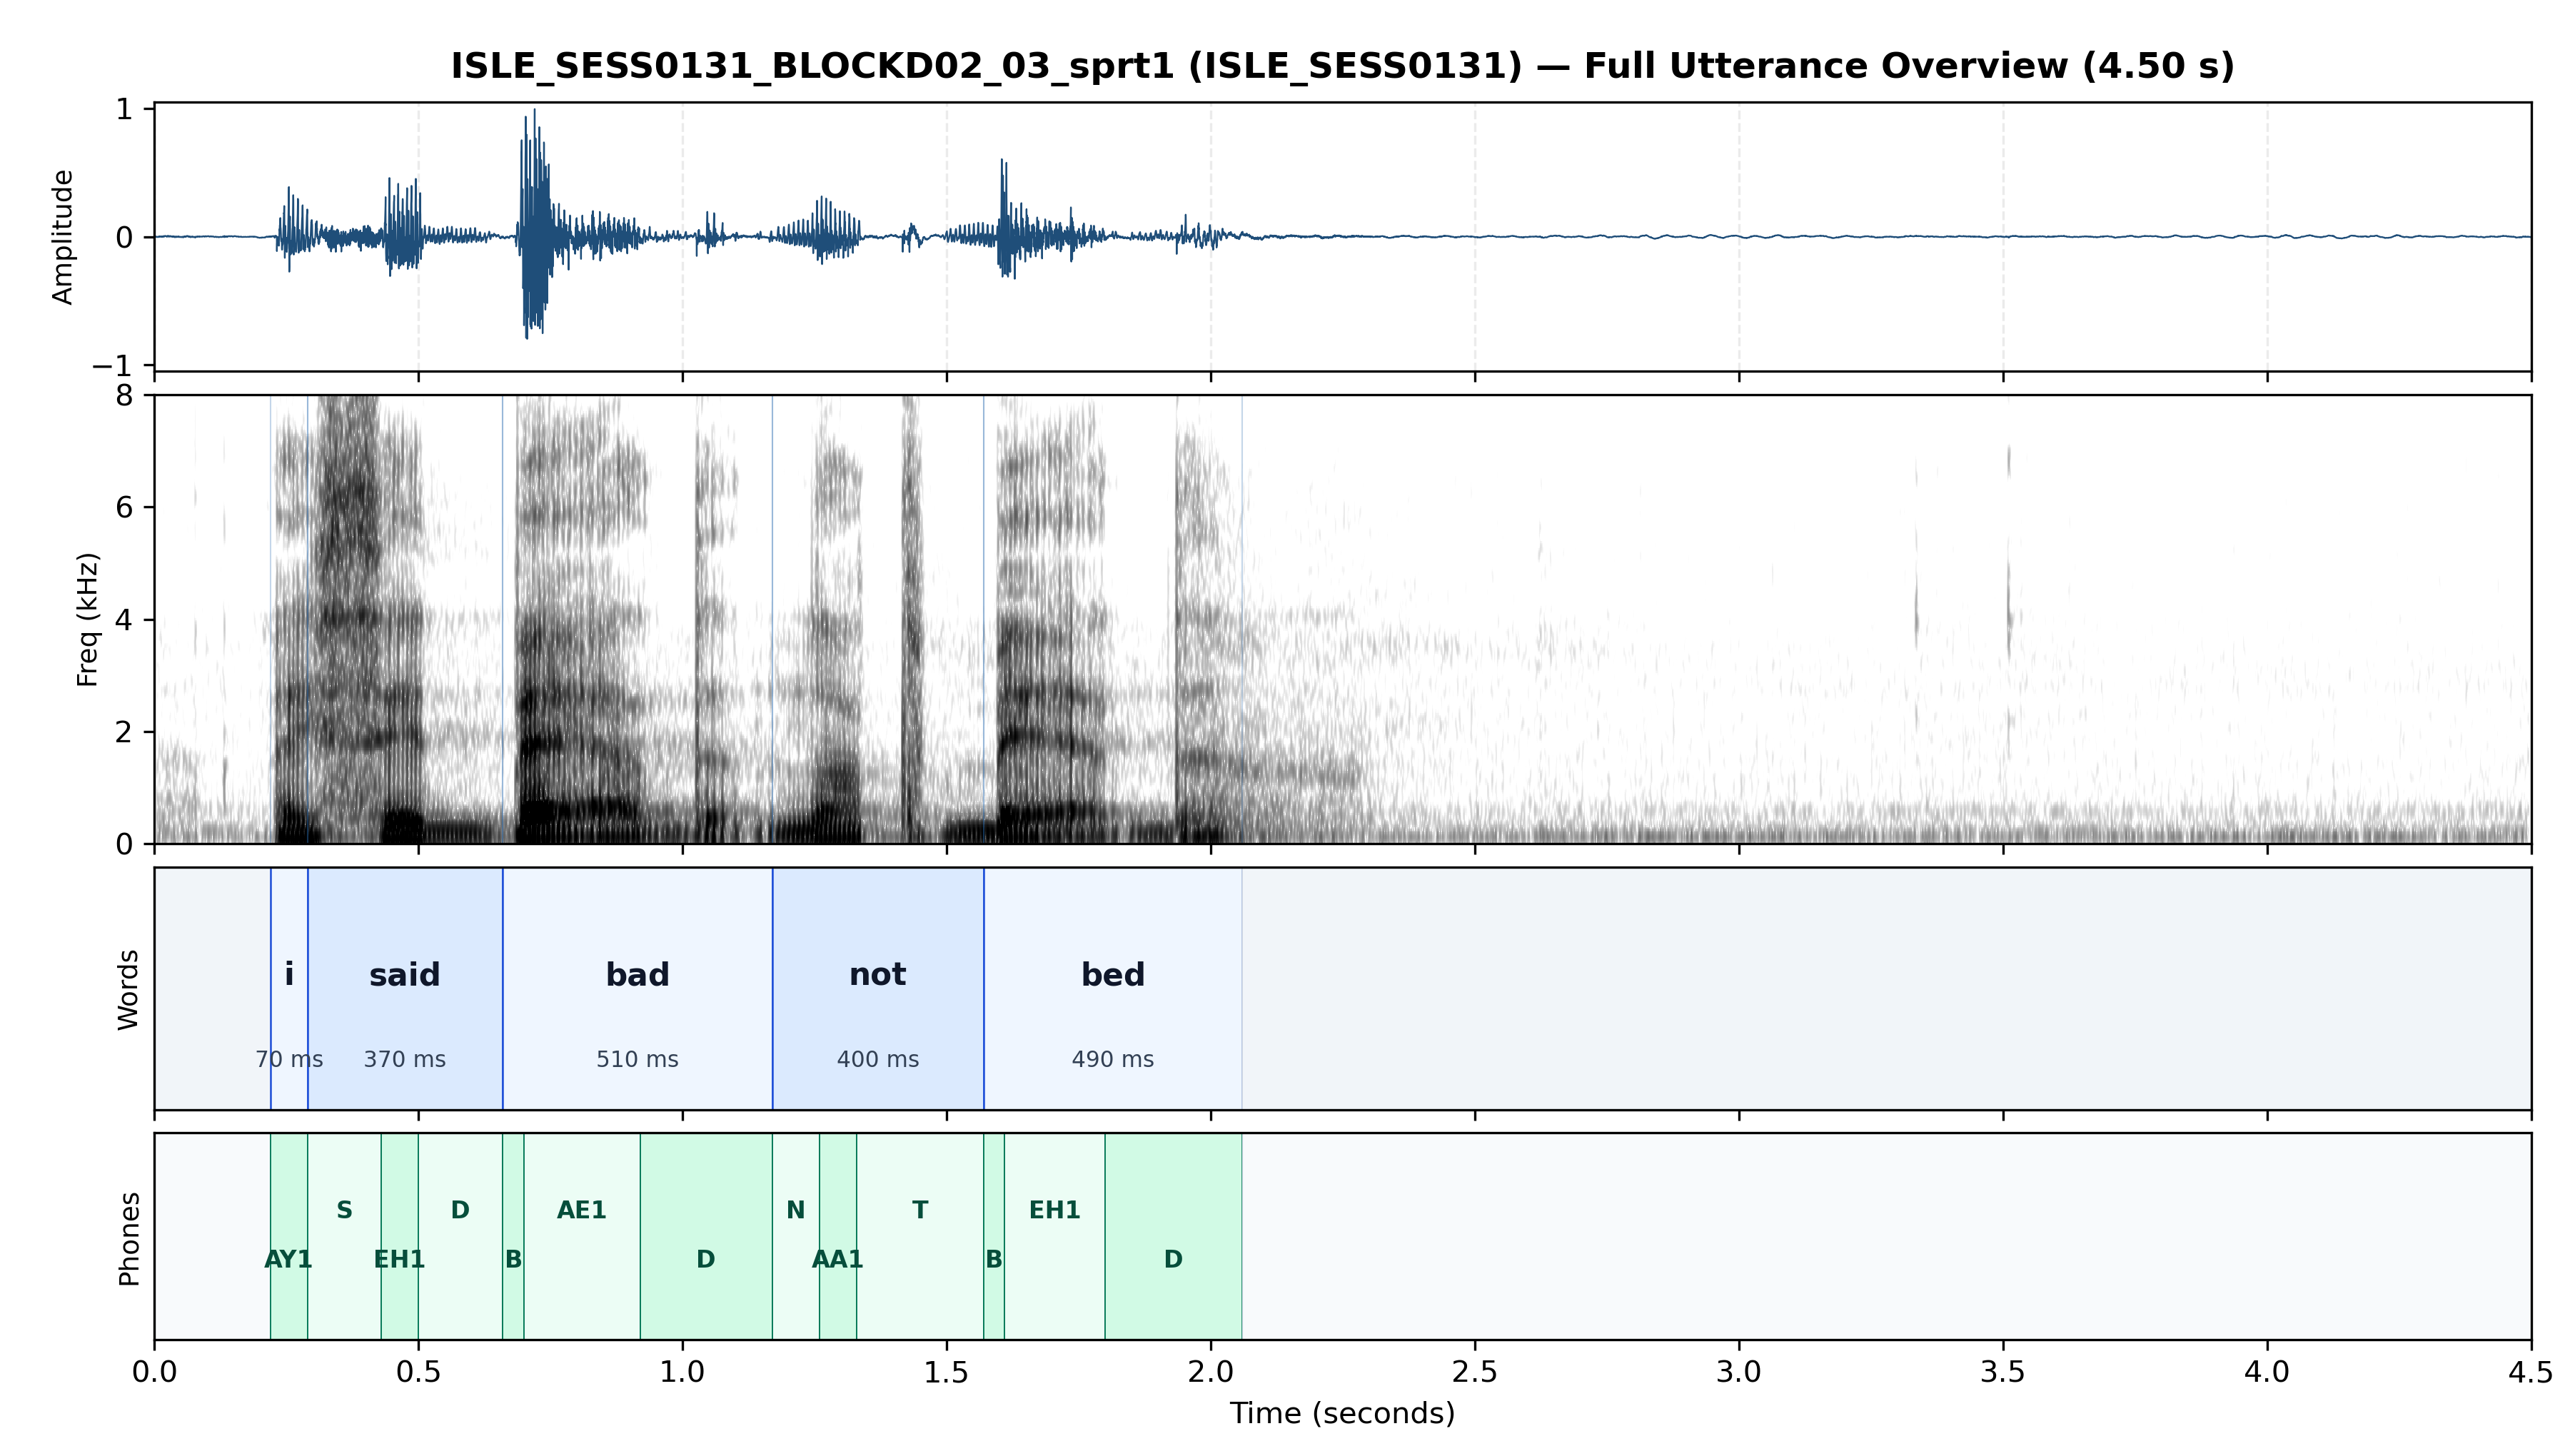 ISLE_SESS0131_BLOCKD02_03_sprt1 (ISLE_SESS0131) — Full Utterance Overview (4.50 s)
Amplitude
1
0
−1
Freq (kHz)
8
6
4
2
0
Words
i said bad not bed
70 ms 370 ms 510 ms 400 ms 490 ms
Phones
S D AE1 N T EH1
AY1 EH1 B D AA1 B D
0.0 0.5 1.0 1.5 2.0 2.5 3.0 3.5 4.0 4.5
Time (seconds)